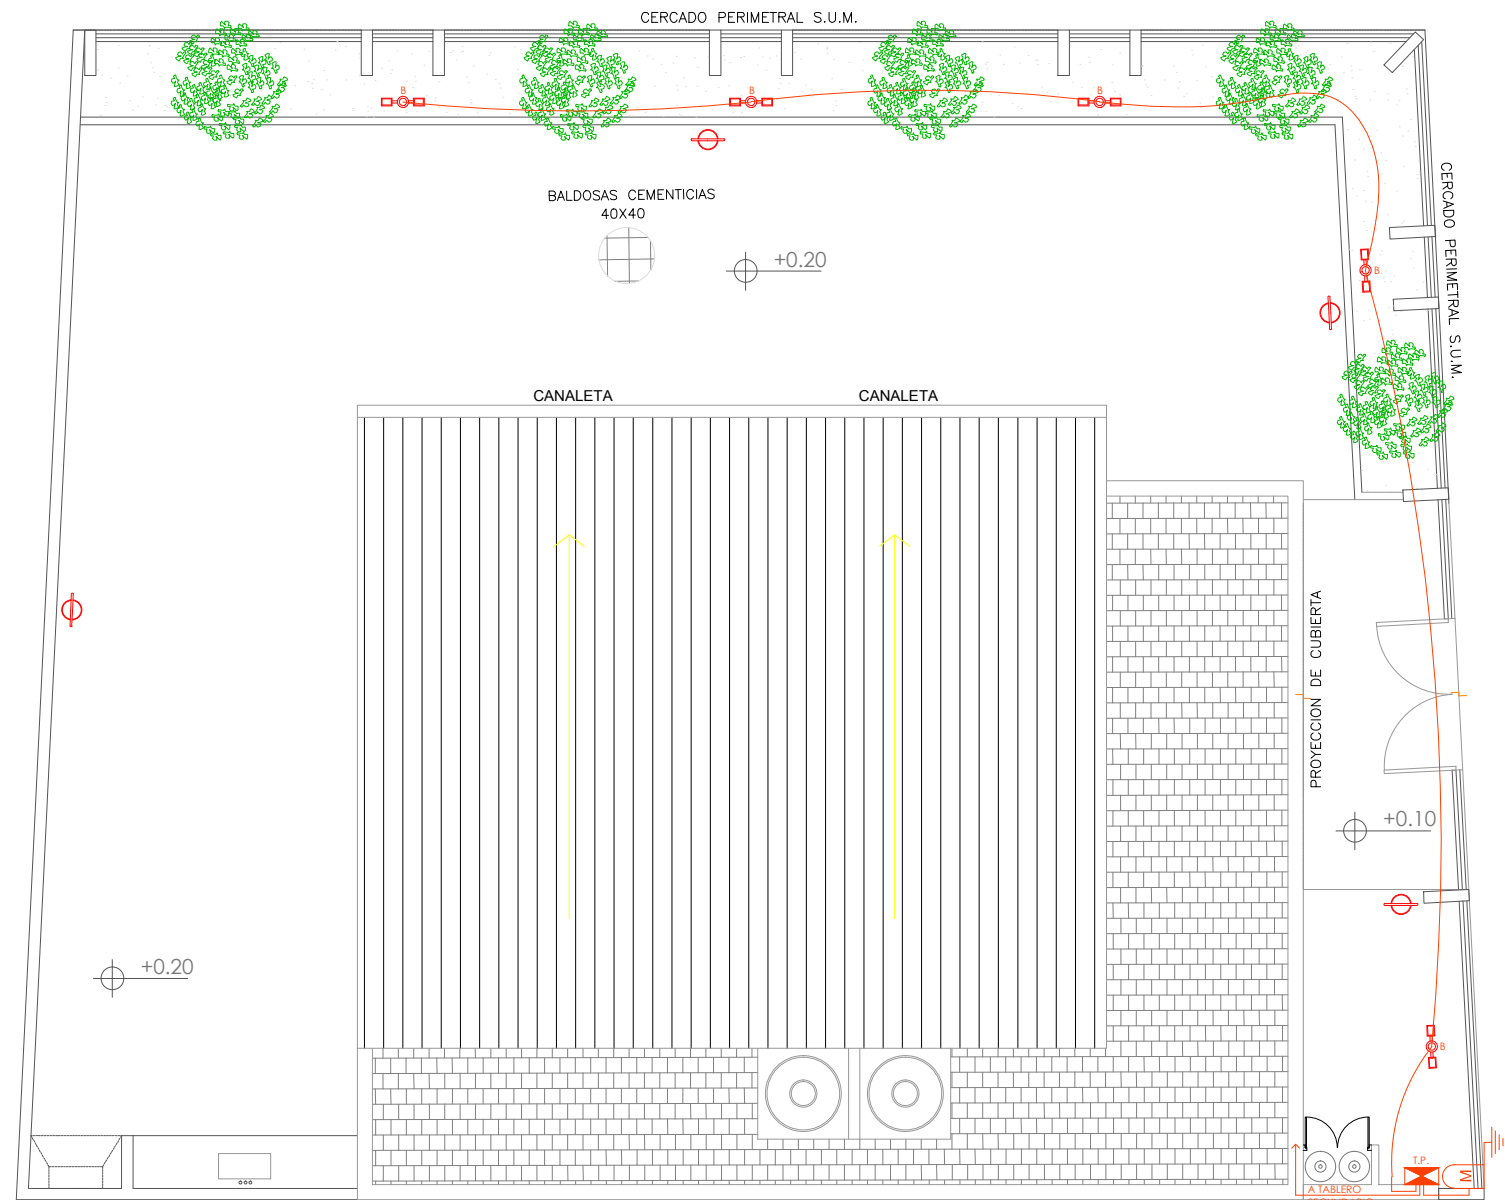 CERCADO PERIMETRAL S.U.M.
B
B
B
BALDOSAS CEMENTICIAS
40X40
+0.20
B
CERCADO PERIMETRAL S.U.M.
CANALETA
CANALETA
PROYECCION DE CUBIERTA
+0.10
+0.20
B
T.P.
M
A TABLERO